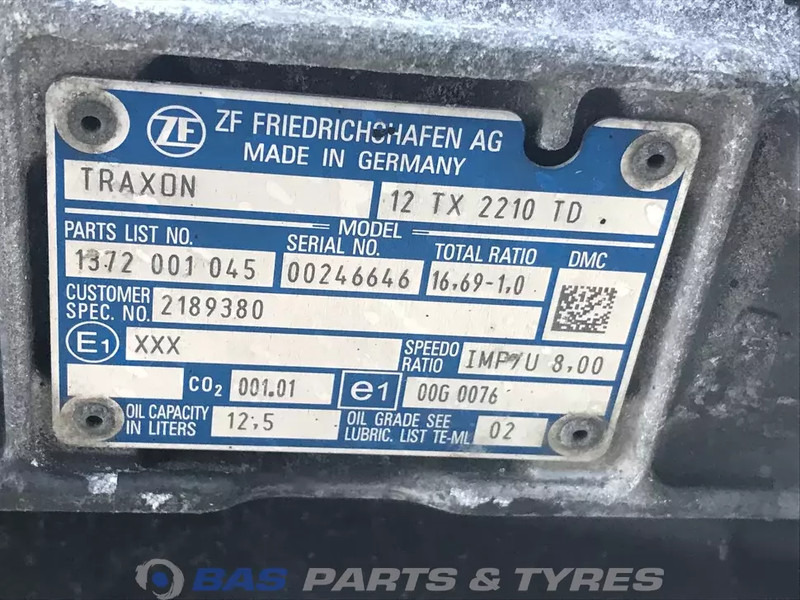 ZF ZF FRIEDRICHSHAFEN AG
MADE IN GERMANY
TRAXON 12 TX 2210 TD .
MODEL
PARTS LIST NO. SERIAL NO. TOTAL RATIO DMC
1372 001 045 00246646 16,69-1,0
CUSTOMER
SPEC. NO. 2189380
E1 XXX SPEEDO
RATIO IMP/U 8,00
CO2 001.01 e1 00G 0076
OIL CAPACITY
IN LITERS 12,5 OIL GRADE SEE
LUBRIC. LIST TE-ML 02
BAS PARTS & TYRES